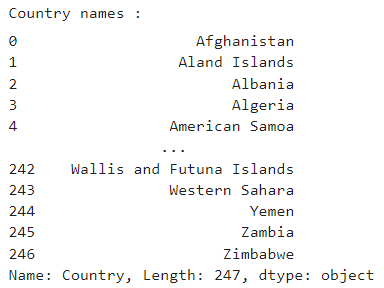 Country names :
0 Afghanistan
1 Aland Islands
2 Albania
3 Algeria
4 American Samoa
...
242 Wallis and Futuna Islands
243 Western Sahara
244 Yemen
245 Zambia
246 Zimbabwe
Name: Country, Length: 247, dtype: object